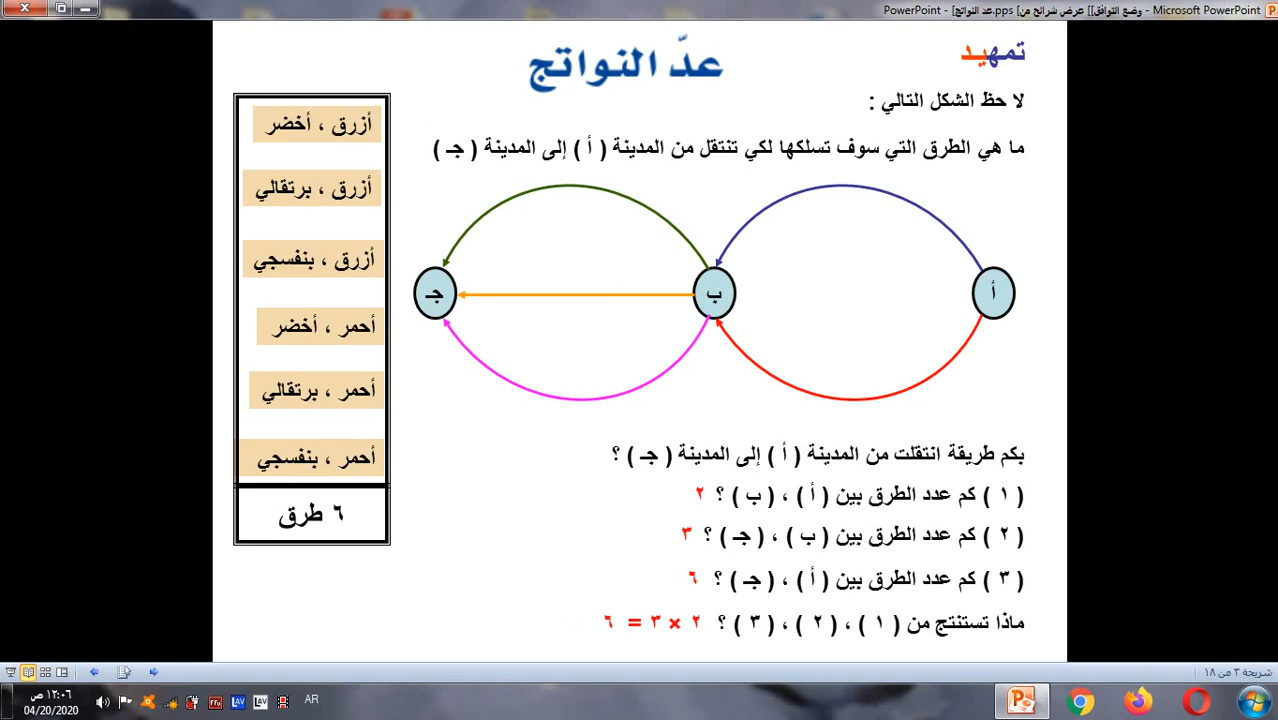 PowerPoint - [عد النواتج.pps [عرض شرائح من [وضع التوافق]] - Microsoft PowerPoint
تمهيد
عدّ النواتج
لا حظ الشكل التالي :
ما هي الطرق التي سوف تسلكها لكي تنتقل من المدينة ( أ ) إلى المدينة ( جـ )
أ
ب
جـ
أزرق ، أخضر
أزرق ، برتقالي
أزرق ، بنفسجي
أحمر ، أخضر
أحمر ، برتقالي
أحمر ، بنفسجي
٦ طرق
بكم طريقة انتقلت من المدينة ( أ ) إلى المدينة ( جـ ) ؟
( ١ ) كم عدد الطرق بين ( أ ) ، ( ب ) ؟ ٢
( ٢ ) كم عدد الطرق بين ( ب ) ، ( جـ ) ؟ ٣
( ٣ ) كم عدد الطرق بين ( أ ) ، ( جـ ) ؟ ٦
ماذا تستنتج من ( ١ ) ، ( ٢ ) ، ( ٣ ) ؟ ٢ × ٣ = ٦
شريحة ٣ من ١٨
AR
١٢:٠٦ ص
04/20/2020